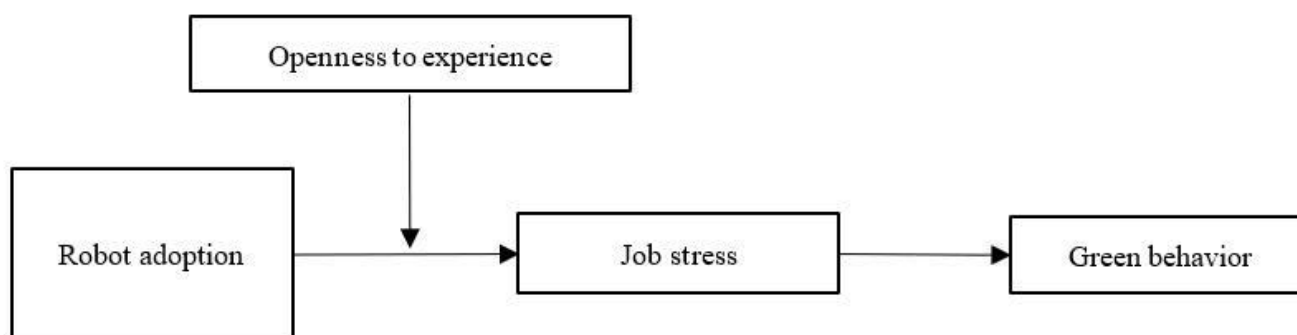 Openness to experience
Robot adoption
Job stress
Green behavior